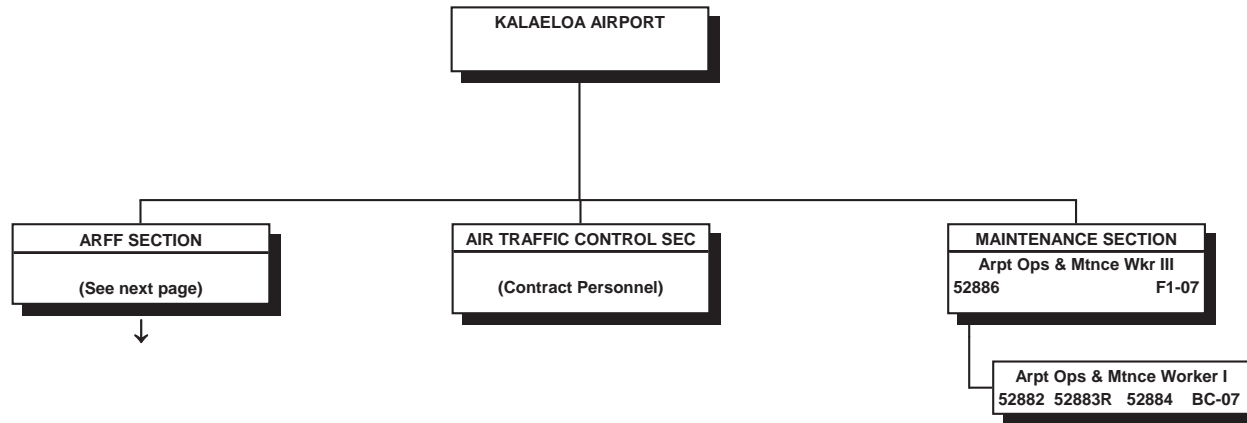 KALAELOA AIRPORT
ARFF SECTION
(See next page)
AIR TRAFFIC CONTROL SEC
(Contract Personnel)
MAINTENANCE SECTION
Arpt Ops & Mtnce Wkr III
52886 F1-07
Arpt Ops & Mtnce Worker I
52882 52883R 52884 BC-07